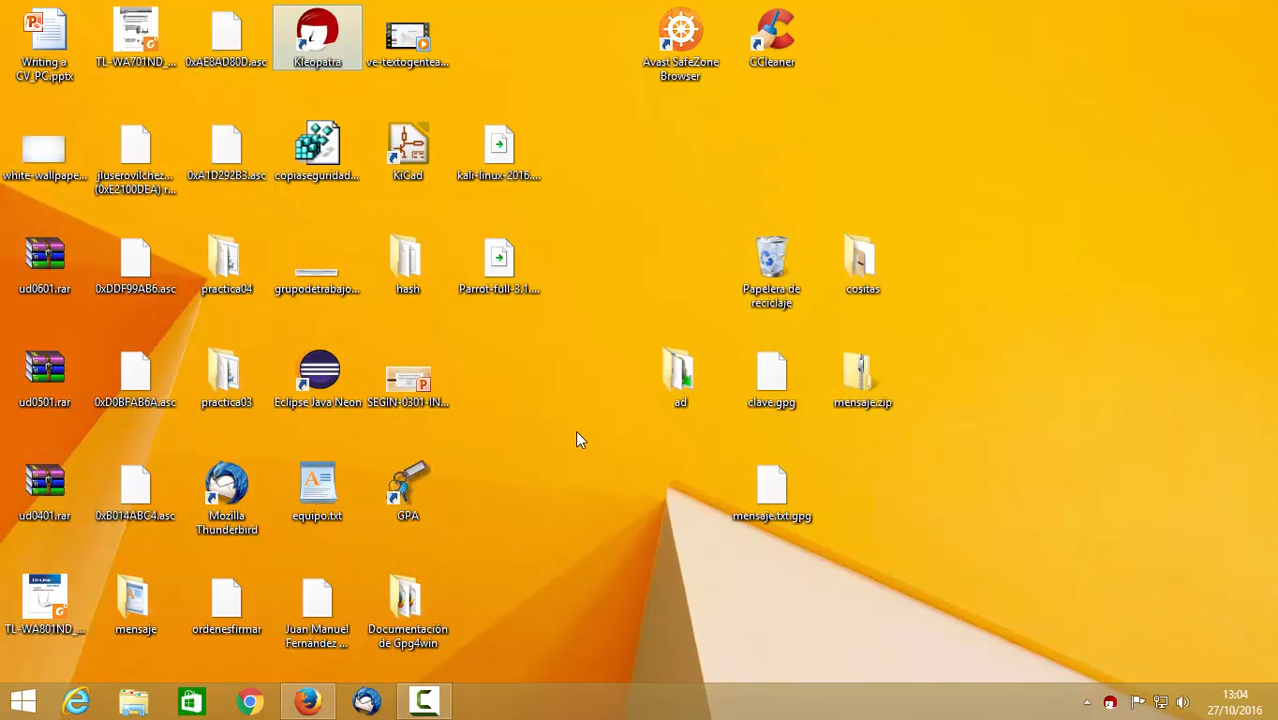 Writing a
CV_PC.pptx
TL-WA701ND_...
0xAE8AD80D.asc
Kleopatra
ve-textogentea...
Avast SafeZone
Browser
CCleaner
white-wallpape...
jluserovilchez...
(0xE2100DEA) r...
0xA1D292B3.asc
copiaseguridad...
KiCad
kali-linux-2016....
ud0601.rar
0xDDF99AB6.asc
practica04
grupodetrabajo...
hash
Parrot-full-3.1....
Papelera de
reciclaje
cositas
ud0501.rar
0xD0BFAB6A.asc
practica03
Eclipse Java Neon
SEGIN-0301-IN...
ad
clave.gpg
mensaje.zip
ud0401.rar
0xB014ABC4.asc
Mozilla
Thunderbird
equipo.txt
GPA
mensaje.txt.gpg
TP-LINK
TL-WA801ND_...
mensaje
ordenesfirmar
Juan Manuel
Fernandez ...
Documentación
de Gpg4win
13:04
27/10/2016